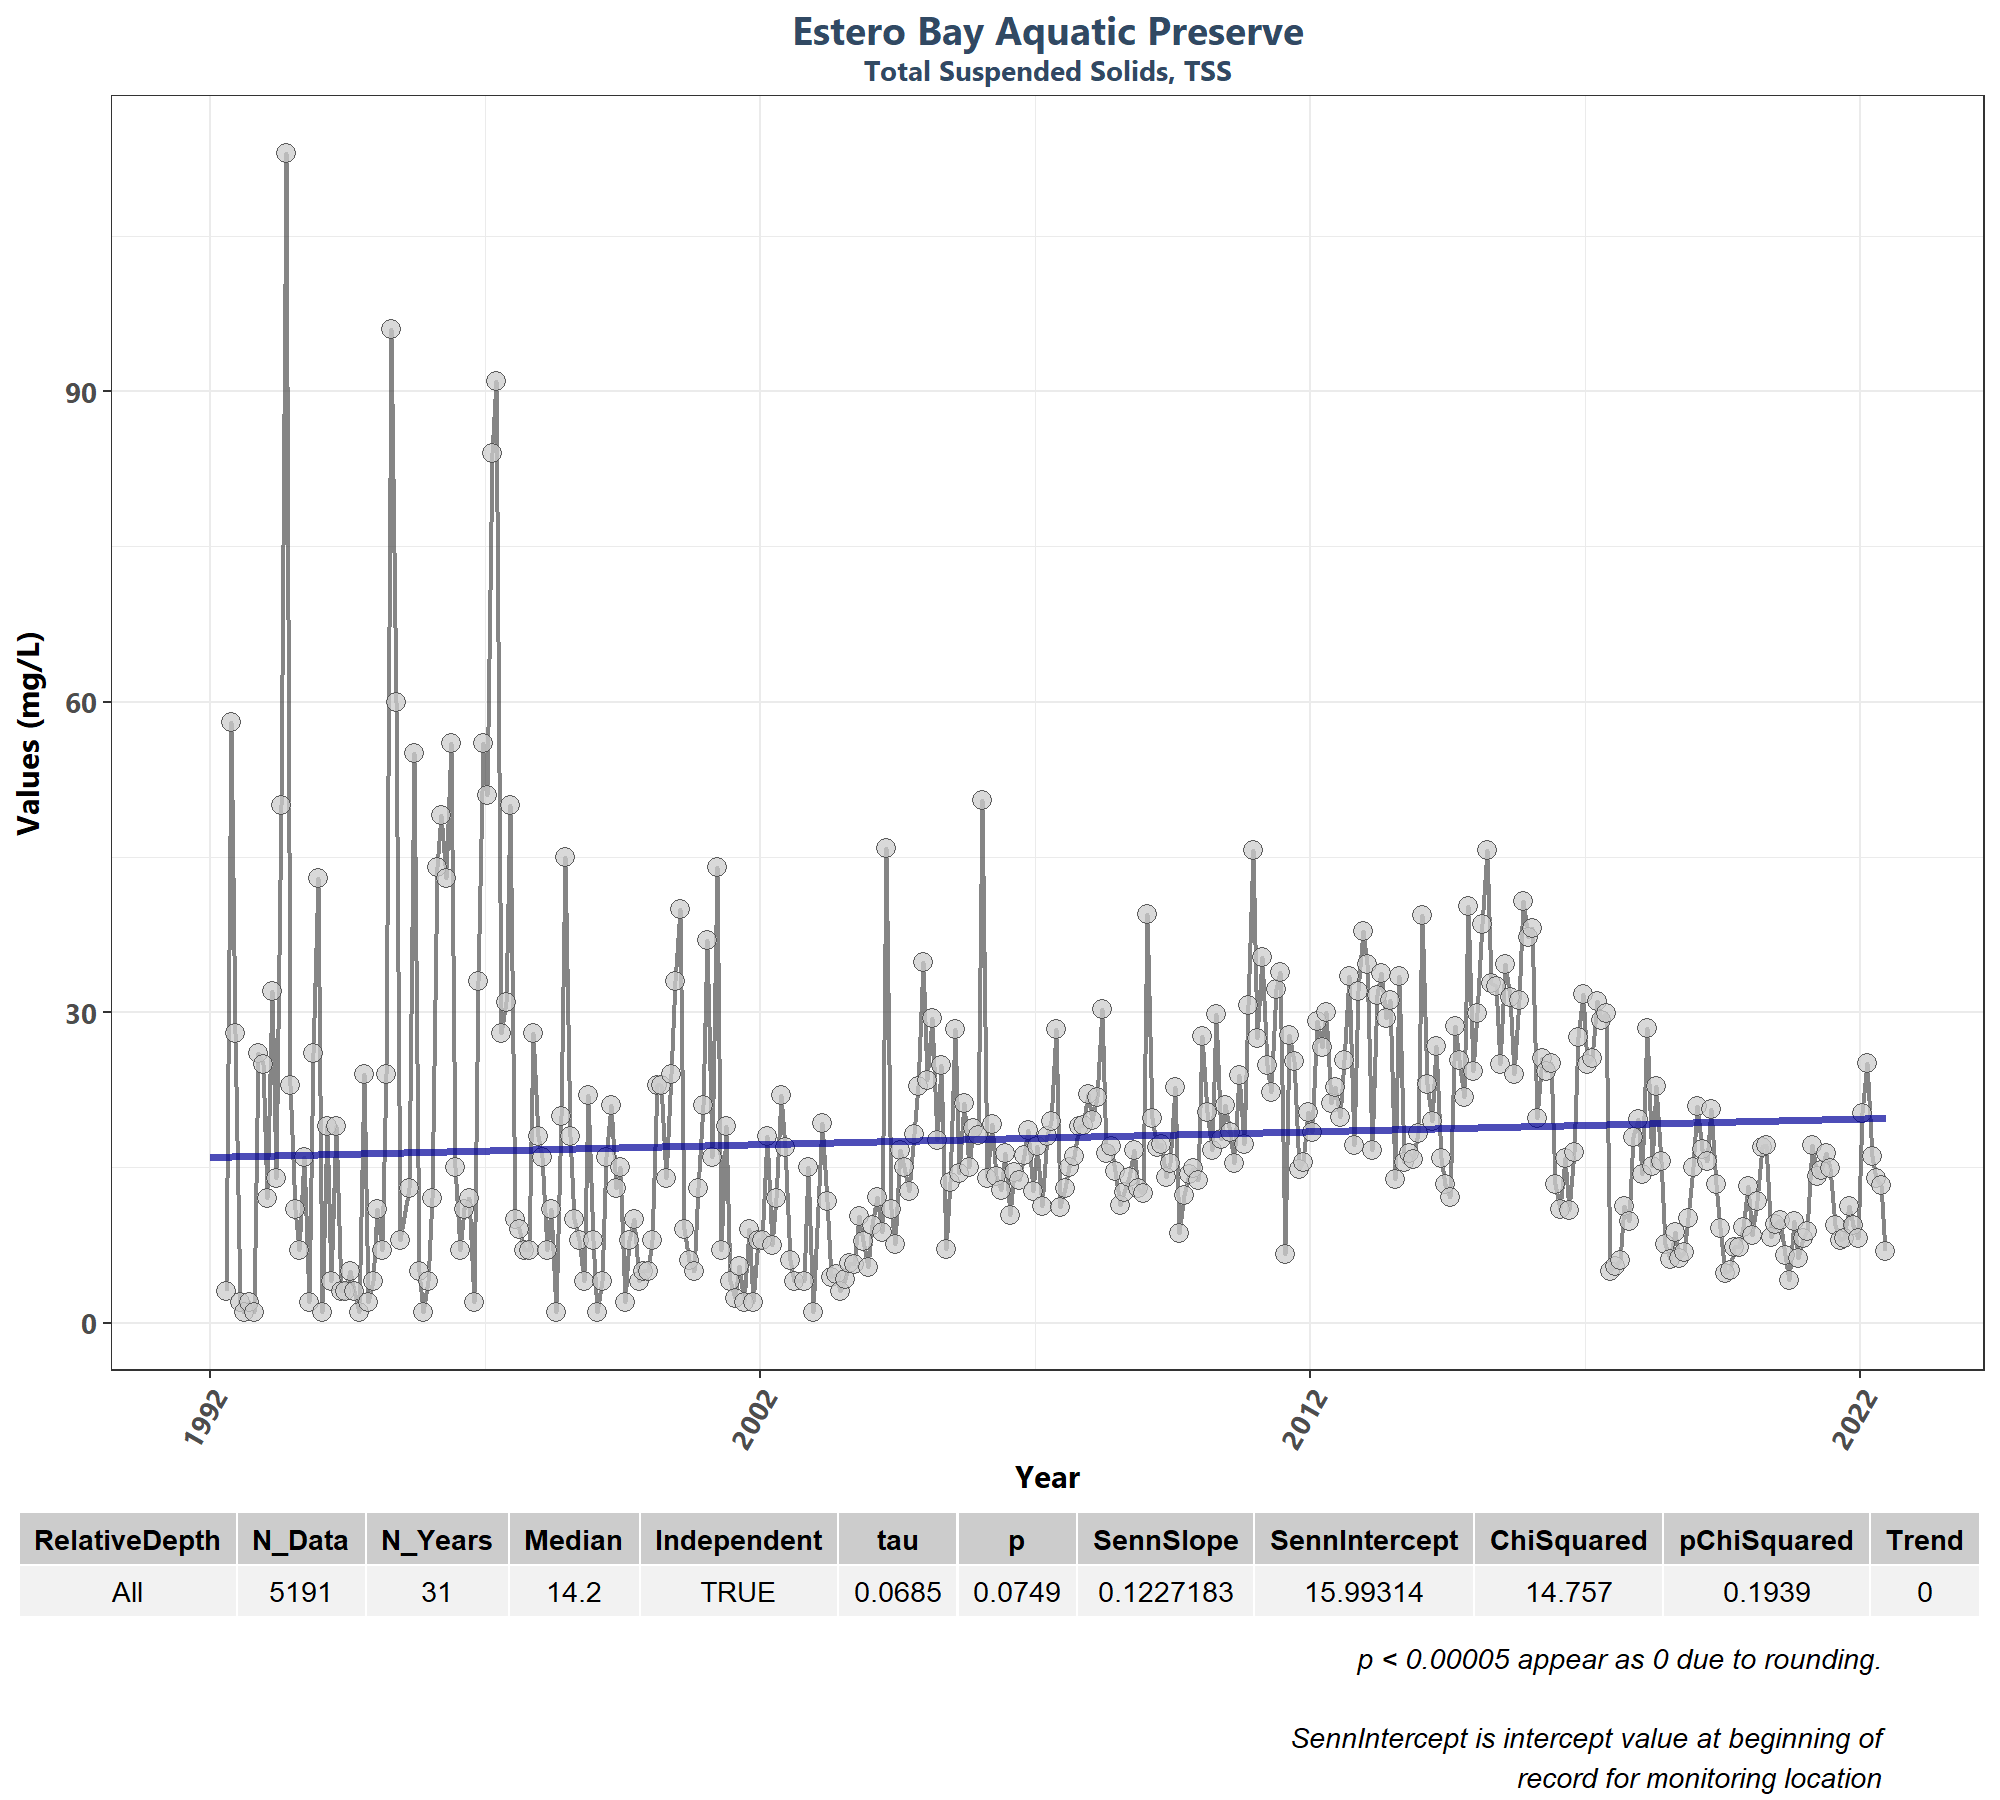 Estero Bay Aquatic Preserve
Total Suspended Solids, TSS
Values (mg/L)
90
60
30
0
1992
2002
2012
2022
Year
RelativeDepth N_Data N_Years Median Independent tau p SennSlope SennIntercept ChiSquared pChiSquared Trend
All 5191 31 14.2 TRUE 0.0685 0.0749 0.1227183 15.99314 14.757 0.1939 0
p < 0.00005 appear as 0 due to rounding.
SennIntercept is intercept value at beginning of
record for monitoring location